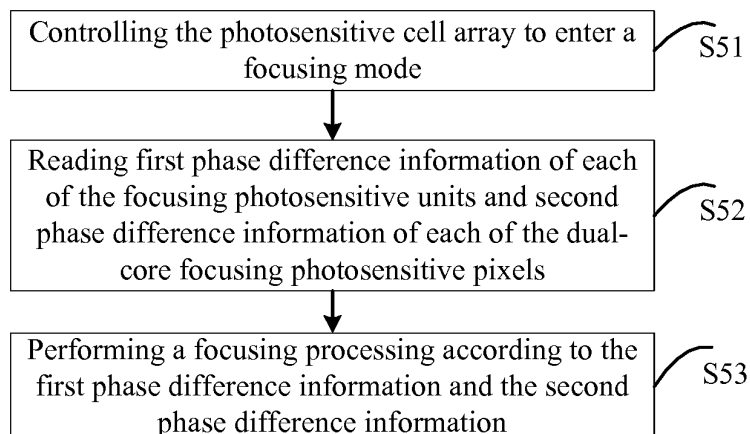 Controlling the photosensitive cell array to enter a
focusing mode
S51
Reading first phase difference information of each
of the focusing photosensitive units and second
phase difference information of each of the dual-
core focusing photosensitive pixels
S52
Performing a focusing processing according to the
first phase difference information and the second
phase difference information
S53